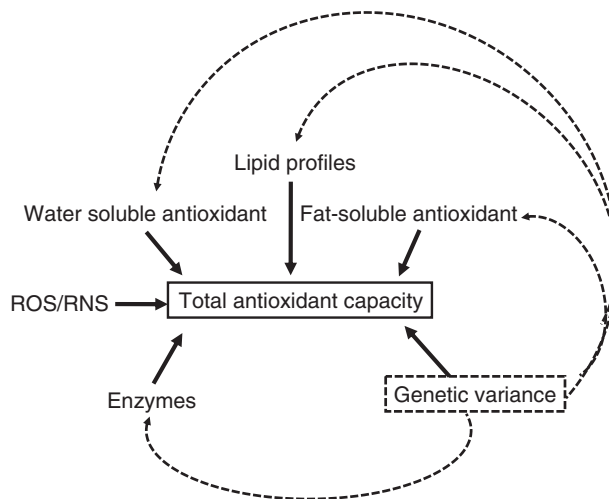 Lipid profiles
Water soluble antioxidant
Fat-soluble antioxidant
ROS/RNS
Total antioxidant capacity
Enzymes
Genetic variance